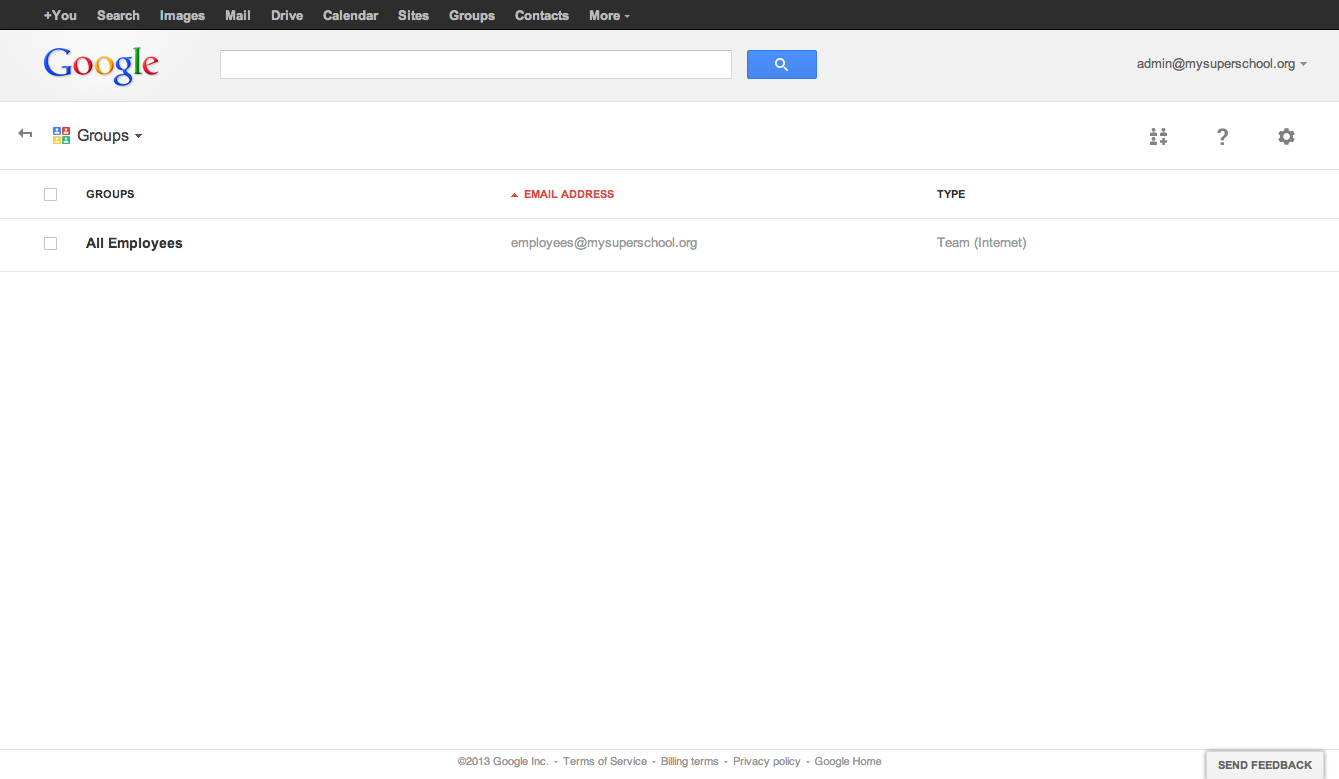 +You Search Images Mail Drive Calendar Sites Groups Contacts More
Google
admin@mysuperschool.org
Groups
?
GROUPS EMAIL ADDRESS TYPE
All Employees employees@mysuperschool.org Team (Internet)
©2013 Google Inc. - Terms of Service - Billing terms - Privacy policy - Google Home
SEND FEEDBACK